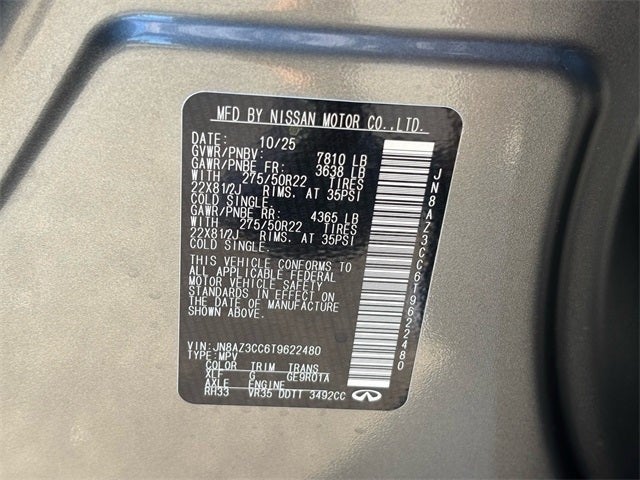 MFD BY NISSAN MOTOR CO.,LTD.
DATE: 10/25
GVWR/PNBV: 7810 LB
GAWR/PNBE FR: 3638 LB
WITH 275/50R22 TIRES
22X81/2J RIMS. AT 35PSI
COLD SINGLE.
GAWR/PNBE RR: 4365 LB
WITH 275/50R22 TIRES
22X81/2J RIMS. AT 35PSI
COLD SINGLE.
THIS VEHICLE CONFORMS TO
ALL APPLICABLE FEDERAL
MOTOR VEHICLE SAFETY
STANDARDS IN EFFECT ON
THE DATE OF MANUFACTURE
SHOWN ABOVE.
VIN: JN8AZ3CC6T9622480
TYPE: MPV
COLOR TRIM TRANS
XLF G GE9R01A
AXLE ENGINE
RH33 VR35 DDTT 3492CC
JN8AZ3CC6T9622480